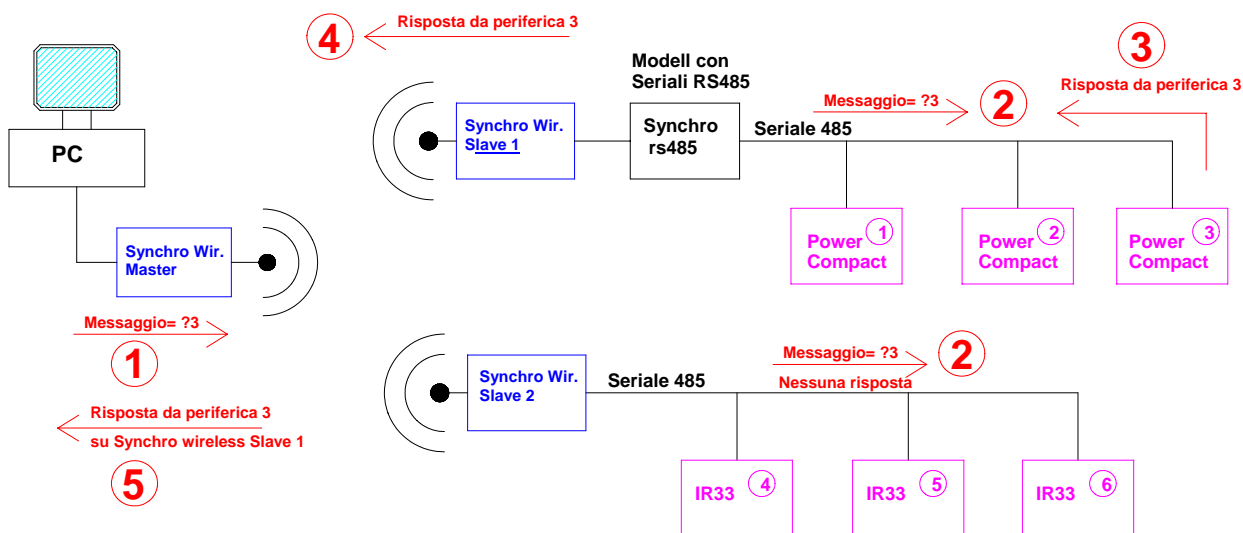 4
Risposta da periferica 3
3
Risposta da periferica 3
Modell con
Seriali RS485
Messaggio= ?3
2
Synchro Wir.
Slave 1
Synchro
rs485
Seriale 485
PC
Power
Compact
1
Power
Compact
2
Power
Compact
3
Synchro Wir.
Master
Messaggio= ?3
1
Risposta da periferica 3
su Synchro wireless Slave 1
5
Synchro Wir.
Slave 2
Seriale 485
Messaggio= ?3
Nessuna risposta
2
IR33
4
IR33
5
IR33
6